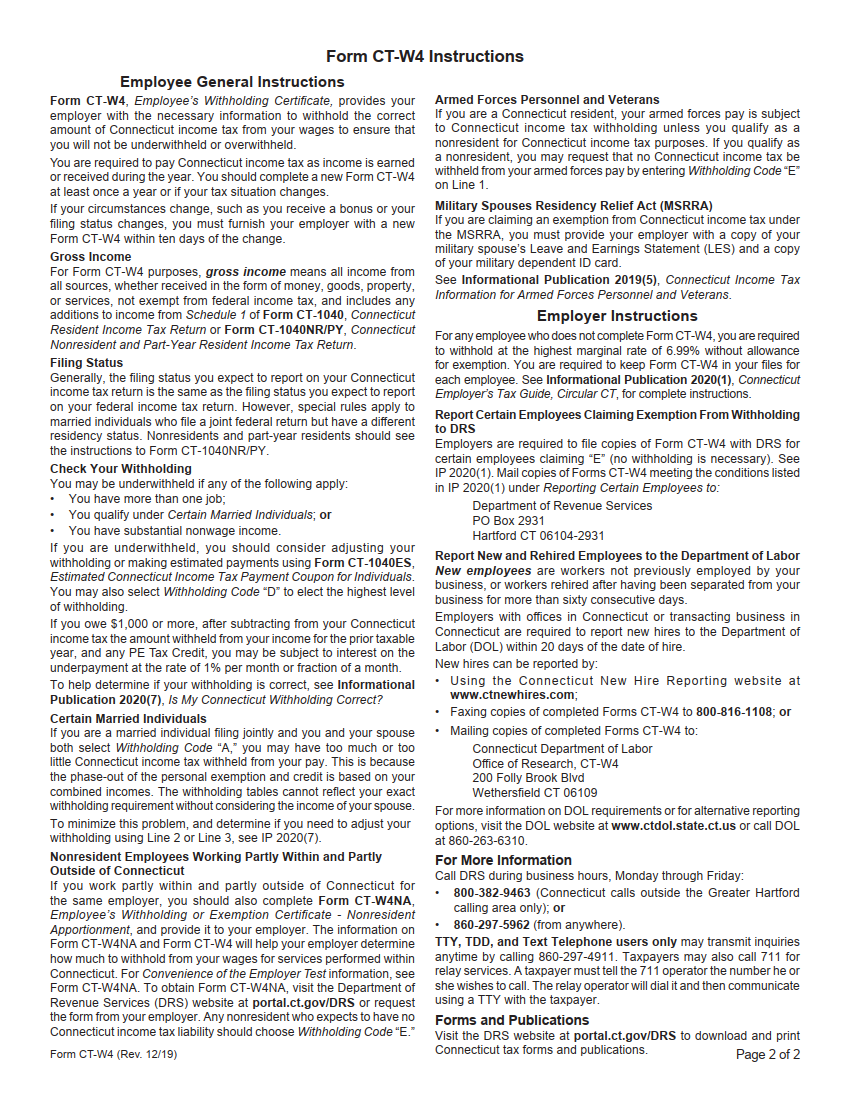 Form CT-W4 Instructions
Employee General Instructions
Form CT-W4, Employee's Withholding Certificate, provides your
employer with the necessary information to withhold the correct
amount of Connecticut income tax from your wages to ensure that
you will not be underwithheld or overwithheld.
You are required to pay Connecticut income tax as income is earned
or received during the year. You should complete a new Form CT-W4
at least once a year or if your tax situation changes.
If your circumstances change, such as you receive a bonus or your
filing status changes, you must furnish your employer with a new
Form CT-W4 within ten days of the change.
Gross Income
For Form CT-W4 purposes, gross income means all income from
all sources, whether received in the form of money, goods, property,
or services, not exempt from federal income tax, and includes any
additions to income from Schedule 1 of Form CT-1040, Connecticut
Resident Income Tax Return or Form CT-1040NR/PY, Connecticut
Nonresident and Part-Year Resident Income Tax Return.
Filing Status
Generally, the filing status you expect to report on your Connecticut
income tax return is the same as the filing status you expect to report
on your federal income tax return. However, special rules apply to
married individuals who file a joint federal return but have a different
residency status. Nonresidents and part-year residents should see
the instructions to Form CT-1040NR/PY.
Check Your Withholding
You may be underwithheld if any of the following apply:
• You have more than one job;
• You qualify under Certain Married Individuals; or
• You have substantial nonwage income.
If you are underwithheld, you should consider adjusting your
withholding or making estimated payments using Form CT-1040ES,
Estimated Connecticut Income Tax Payment Coupon for Individuals.
You may also select Withholding Code "D" to elect the highest level
of withholding.
If you owe $1,000 or more, after subtracting from your Connecticut
income tax the amount withheld from your income for the prior taxable
year, and any PE Tax Credit, you may be subject to interest on the
underpayment at the rate of 1% per month or fraction of a month.
To help determine if your withholding is correct, see Informational
Publication 2020(7), Is My Connecticut Withholding Correct?
Certain Married Individuals
If you are a married individual filing jointly and you and your spouse
both select Withholding Code "A," you may have too much or too
little Connecticut income tax withheld from your pay. This is because
the phase-out of the personal exemption and credit is based on your
combined incomes. The withholding tables cannot reflect your exact
withholding requirement without considering the income of your spouse.
To minimize this problem, and determine if you need to adjust your
withholding using Line 2 or Line 3, see IP 2020(7).
Nonresident Employees Working Partly Within and Partly
Outside of Connecticut
If you work partly within and partly outside of Connecticut for
the same employer, you should also complete Form CT-W4NA,
Employee's Withholding or Exemption Certificate - Nonresident
Apportionment, and provide it to your employer. The information on
Form CT-W4NA and Form CT-W4 will help your employer determine
how much to withhold from your wages for services performed within
Connecticut. For Convenience of the Employer Test information, see
Form CT-W4NA. To obtain Form CT-W4NA, visit the Department of
Revenue Services (DRS) website at portal.ct.gov/DRS or request
the form from your employer. Any nonresident who expects to have no
Connecticut income tax liability should choose Withholding Code "E."
Armed Forces Personnel and Veterans
If you are a Connecticut resident, your armed forces pay is subject
to Connecticut income tax withholding unless you qualify as a
nonresident for Connecticut income tax purposes. If you qualify as
a nonresident, you may request that no Connecticut income tax be
withheld from your armed forces pay by entering Withholding Code "E"
on Line 1.
Military Spouses Residency Relief Act (MSRRA)
If you are claiming an exemption from Connecticut income tax under
the MSRRA, you must provide your employer with a copy of your
military spouse's Leave and Earnings Statement (LES) and a copy
of your military dependent ID card.
See Informational Publication 2019(5), Connecticut Income Tax
Information for Armed Forces Personnel and Veterans.
Employer Instructions
For any employee who does not complete Form CT-W4, you are required
to withhold at the highest marginal rate of 6.99% without allowance
for exemption. You are required to keep Form CT-W4 in your files for
each employee. See Informational Publication 2020(1), Connecticut
Employer's Tax Guide, Circular CT, for complete instructions.
Report Certain Employees Claiming Exemption From Withholding
to DRS
Employers are required to file copies of Form CT-W4 with DRS for
certain employees claiming "E" (no withholding is necessary). See
IP 2020(1). Mail copies of Forms CT-W4 meeting the conditions listed
in IP 2020(1) under Reporting Certain Employees to:
Department of Revenue Services
PO Box 2931
Hartford CT 06104-2931
Report New and Rehired Employees to the Department of Labor
New employees are workers not previously employed by your
business, or workers rehired after having been separated from your
business for more than sixty consecutive days.
Employers with offices in Connecticut or transacting business in
Connecticut are required to report new hires to the Department of
Labor (DOL) within 20 days of the date of hire.
New hires can be reported by:
• Using the Connecticut New Hire Reporting website at
www.ctnewhires.com;
• Faxing copies of completed Forms CT-W4 to 800-816-1108; or
• Mailing copies of completed Forms CT-W4 to:
Connecticut Department of Labor
Office of Research, CT-W4
200 Folly Brook Blvd
Wethersfield CT 06109
For more information on DOL requirements or for alternative reporting
options, visit the DOL website at www.ctdol.state.ct.us or call DOL
at 860-263-6310.
For More Information
Call DRS during business hours, Monday through Friday:
• 800-382-9463 (Connecticut calls outside the Greater Hartford
calling area only); or
• 860-297-5962 (from anywhere).
TTY, TDD, and Text Telephone users only may transmit inquiries
anytime by calling 860-297-4911. Taxpayers may also call 711 for
relay services. A taxpayer must tell the 711 operator the number he or
she wishes to call. The relay operator will dial it and then communicate
using a TTY with the taxpayer.
Forms and Publications
Visit the DRS website at portal.ct.gov/DRS to download and print
Connecticut tax forms and publications.
Form CT-W4 (Rev. 12/19)
Page 2 of 2